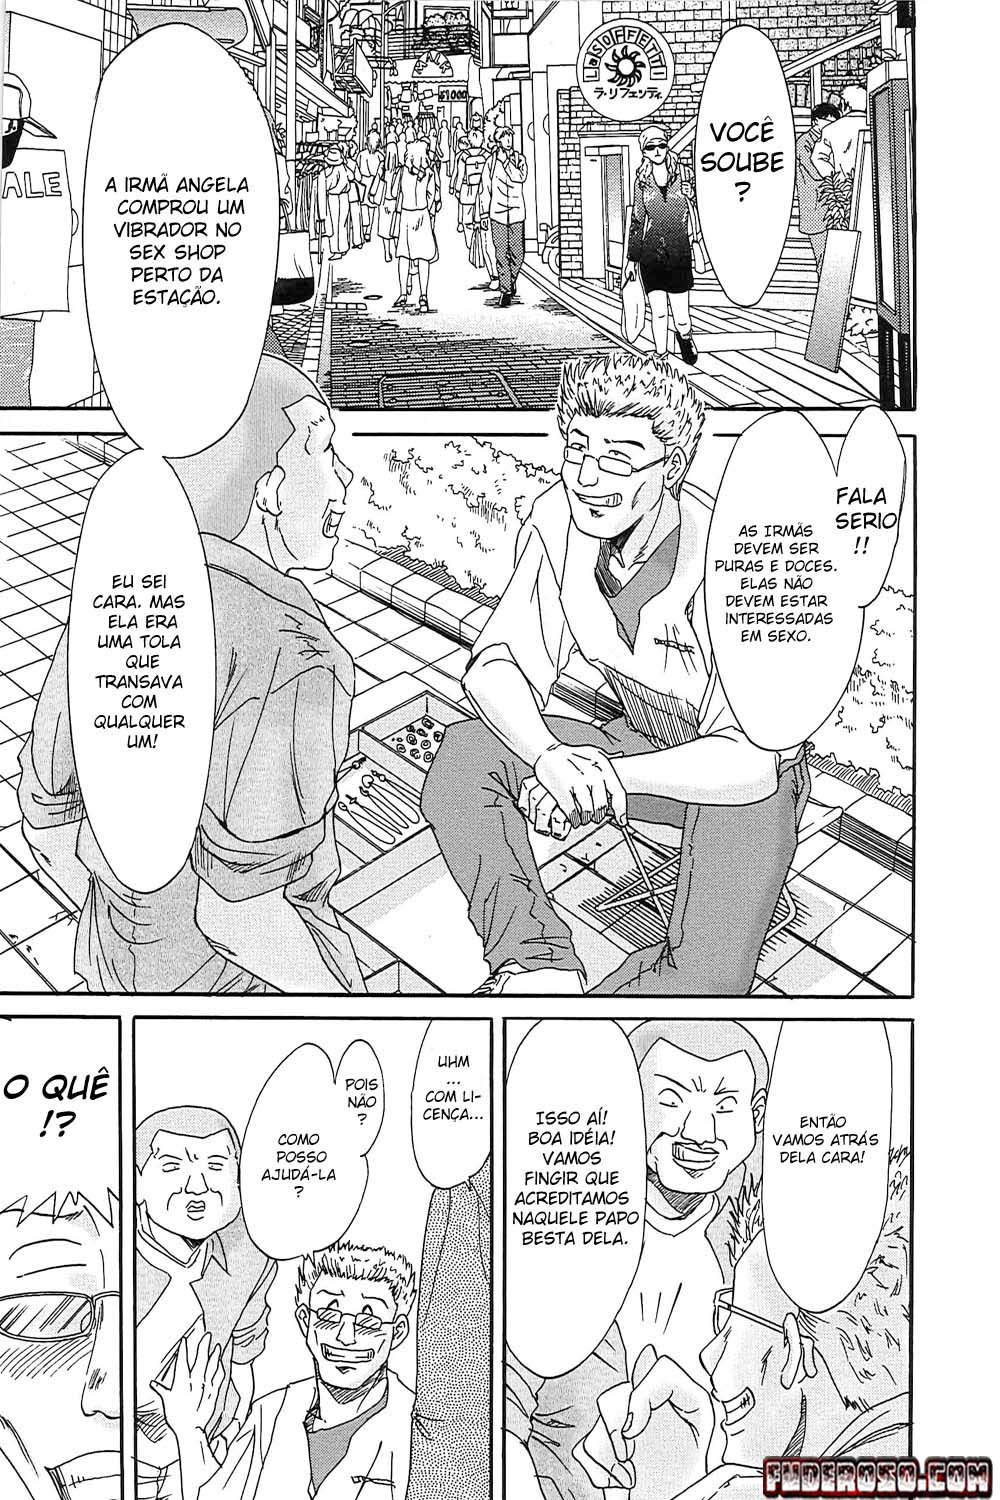 VOCÊ
SOUBE
?
LaSOFFETTI
ラ・リフェンティ
$1000
ALE
A IRMÃ ANGELA
COMPROU UM
VIBRADOR NO
SEX SHOP
PERTO DA
ESTAÇÃO.
FALA
SERIO
!!
AS IRMÃS
DEVEM SER
PURAS E DOCES.
ELAS NÃO
DEVEM ESTAR
INTERESSADAS
EM SEXO.
EU SEI
CARA. MAS
ELA ERA
UMA TOLA
QUE
TRANSAVA
COM
QUALQUER
UM!
ENTÃO
VAMOS ATRÁS
DELA CARA!
ISSO AÍ!
BOA IDÉIA!
VAMOS
FINGIR QUE
ACREDITAMOS
NAQUELE PAPO
BESTA DELA.
UHM
...
COM LI-
CENÇA...
POIS
NÃO
?
COMO
POSSO
AJUDÁ-LA
?
O QUÊ
!?
FUDEROSO.COM